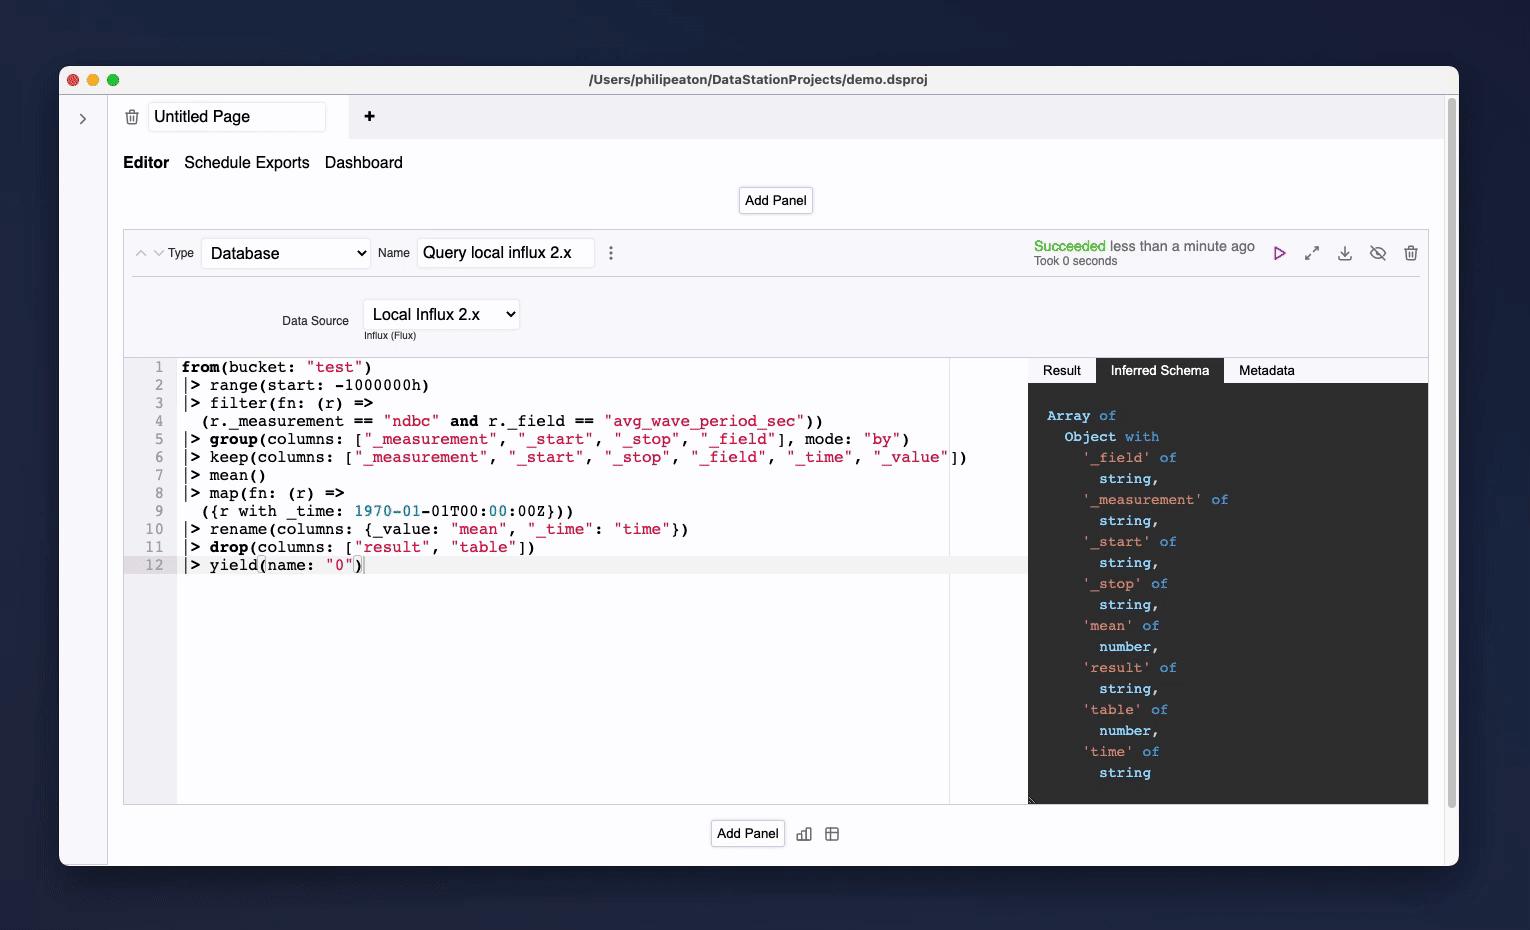 /Users/philipeaton/DataStationProjects/demo.dsproj
Untitled Page
+
Editor Schedule Exports Dashboard
Add Panel
Type Database Name Query local influx 2.x
Succeeded less than a minute ago
Took 0 seconds
Data Source Local Influx 2.x
Influx (Flux)
1 from(bucket: "test")
2 |> range(start: -1000000h)
3 |> filter(fn: (r) =>
4 (r._measurement == "ndbc" and r._field == "avg_wave_period_sec"))
5 |> group(columns: ["_measurement", "_start", "_stop", "_field"], mode: "by")
6 |> keep(columns: ["_measurement", "_start", "_stop", "_field", "_time", "_value"])
7 |> mean()
8 |> map(fn: (r) =>
9 ({r with _time: 1970-01-01T00:00:00Z}))
10 |> rename(columns: {_value: "mean", "_time": "time"})
11 |> drop(columns: ["result", "table"])
12 |> yield(name: "0")
Result Inferred Schema Metadata
Array of
Object with
'_field' of
string,
'_measurement' of
string,
'_start' of
string,
'_stop' of
string,
'mean' of
number,
'result' of
string,
'table' of
number,
'time' of
string
Add Panel